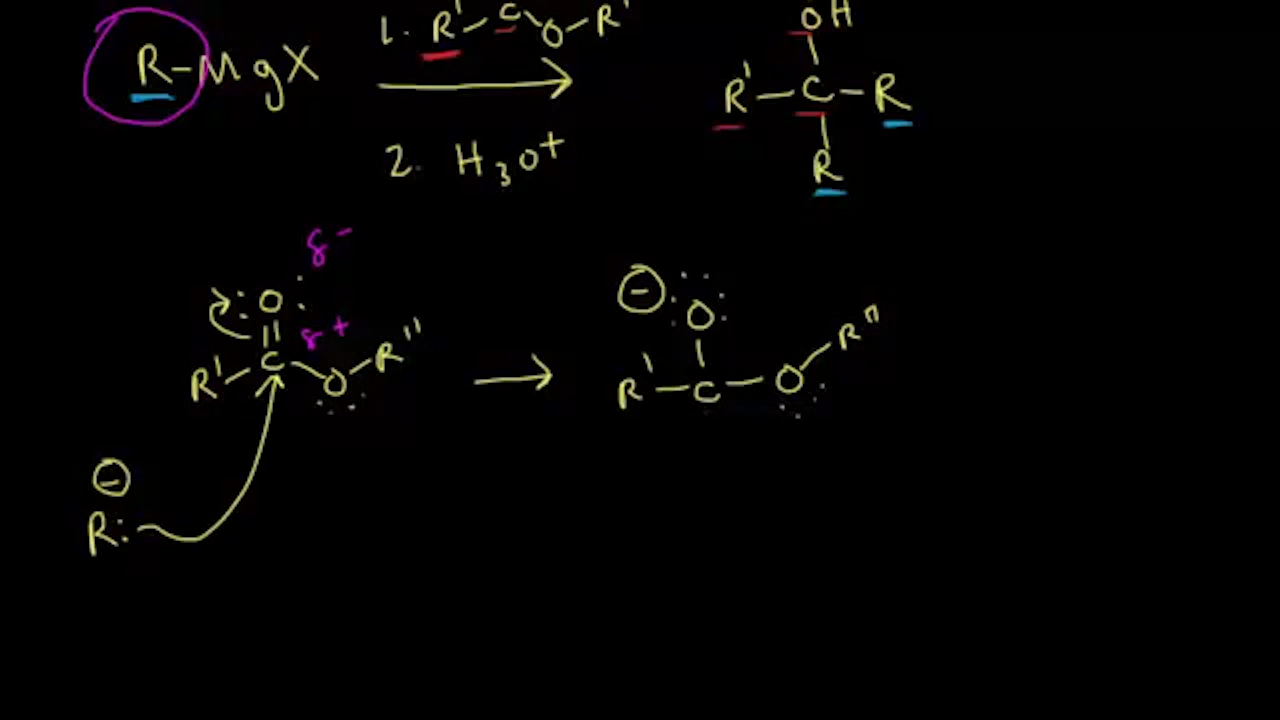 R-MgX 1. R'-C-O-R' OH
R'-C-R
2. H3O+ R
δ-
:O: δ+ ⊖ :O:
R'-C-O-R'' → R'-C-O-R''
⊖
R: